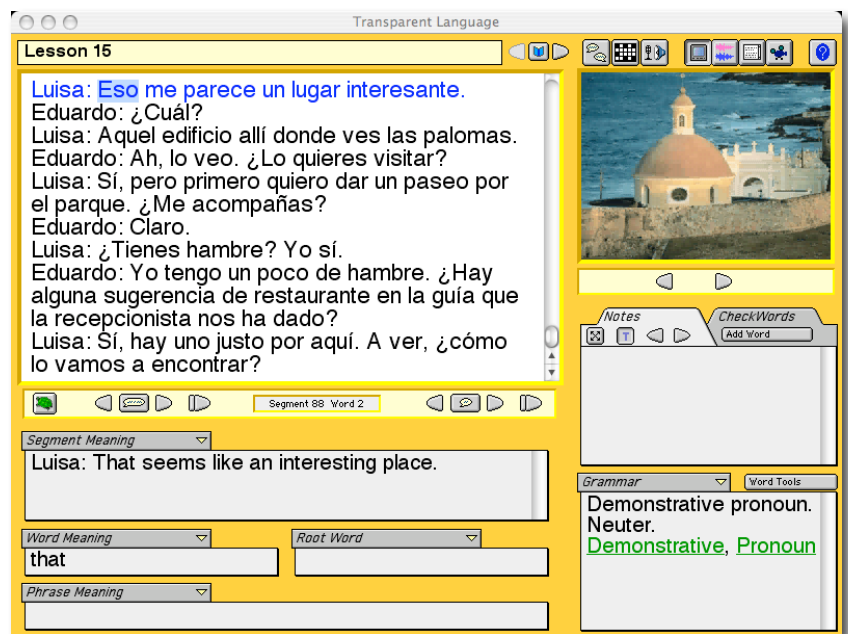 Transparent Language
Lesson 15
Luisa: Eso me parece un lugar interesante.
Eduardo: ¿Cuál?
Luisa: Aquel edificio allí donde ves las palomas.
Eduardo: Ah, lo veo. ¿Lo quieres visitar?
Luisa: Sí, pero primero quiero dar un paseo por
el parque. ¿Me acompañas?
Eduardo: Claro.
Luisa: ¿Tienes hambre? Yo sí.
Eduardo: Yo tengo un poco de hambre. ¿Hay
alguna sugerencia de restaurante en la guía que
la recepcionista nos ha dado?
Luisa: Sí, hay uno justo por aquí. A ver, ¿cómo
lo vamos a encontrar?
Segment 88 Word 2
Segment Meaning
Luisa: That seems like an interesting place.
Word Meaning
that
Root Word
Phrase Meaning
?
Notes
CheckWords
T
Add Word
Grammar
Word Tools
Demonstrative pronoun.
Neuter.
Demonstrative, Pronoun